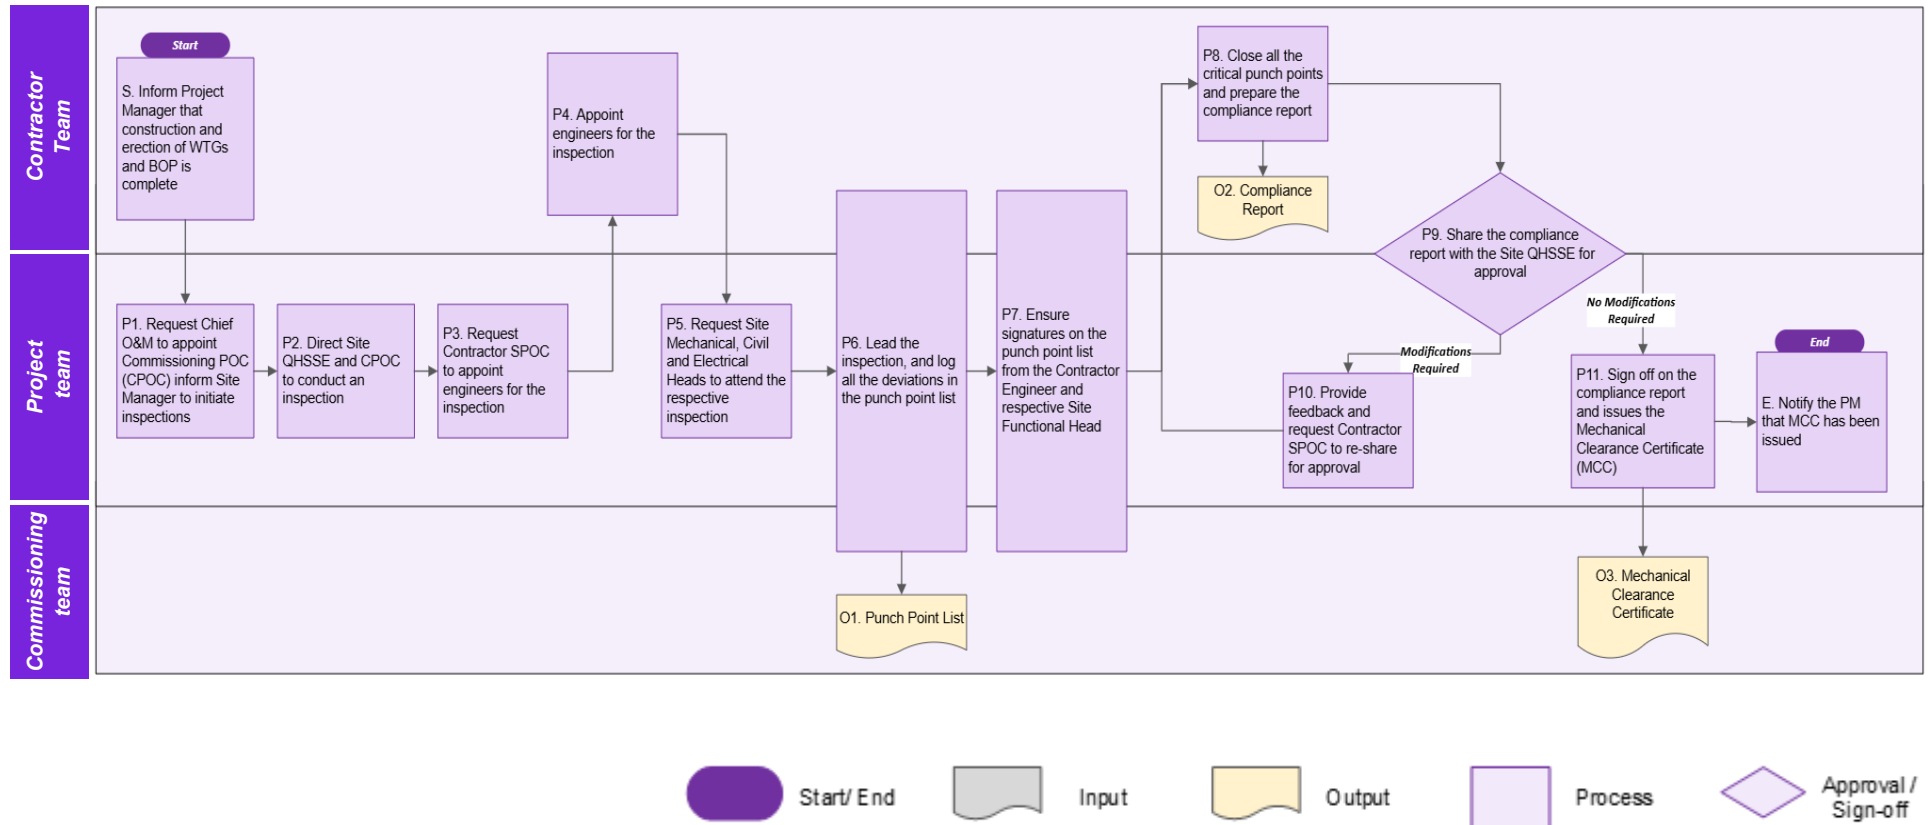 Contractor
Team
Start
S. Inform Project
Manager that
construction and
erection of WTGs
and BOP is
complete
P4. Appoint
engineers for the
inspection
P8. Close all the
critical punch points
and prepare the
compliance report
O2. Compliance
Report
P9. Share the compliance
report with the Site QHSSE for
approval
Project
team
P1. Request Chief
O&M to appoint
Commissioning POC
(CPOC) inform Site
Manager to initiate
inspections
P2. Direct Site
QHSSE and CPOC
to conduct an
inspection
P3. Request
Contractor SPOC
to appoint
engineers for the
inspection
P5. Request Site
Mechanical, Civil
and Electrical
Heads to attend the
respective
inspection
P6. Lead the
inspection, and log
all the deviations in
the punch point list
P7. Ensure
signatures on the
punch point list
from the Contractor
Engineer and
respective Site
Functional Head
Modifications
Required
P10. Provide
feedback and
request Contractor
SPOC to re-share
for approval
No Modifications
Required
P11. Sign off on the
compliance report
and issues the
Mechanical
Clearance Certificate
(MCC)
End
E. Notify the PM
that MCC has been
issued
Commissioning
team
O1. Punch Point List
O3. Mechanical
Clearance
Certificate
Start/ End
Input
Output
Process
Approval /
Sign-off